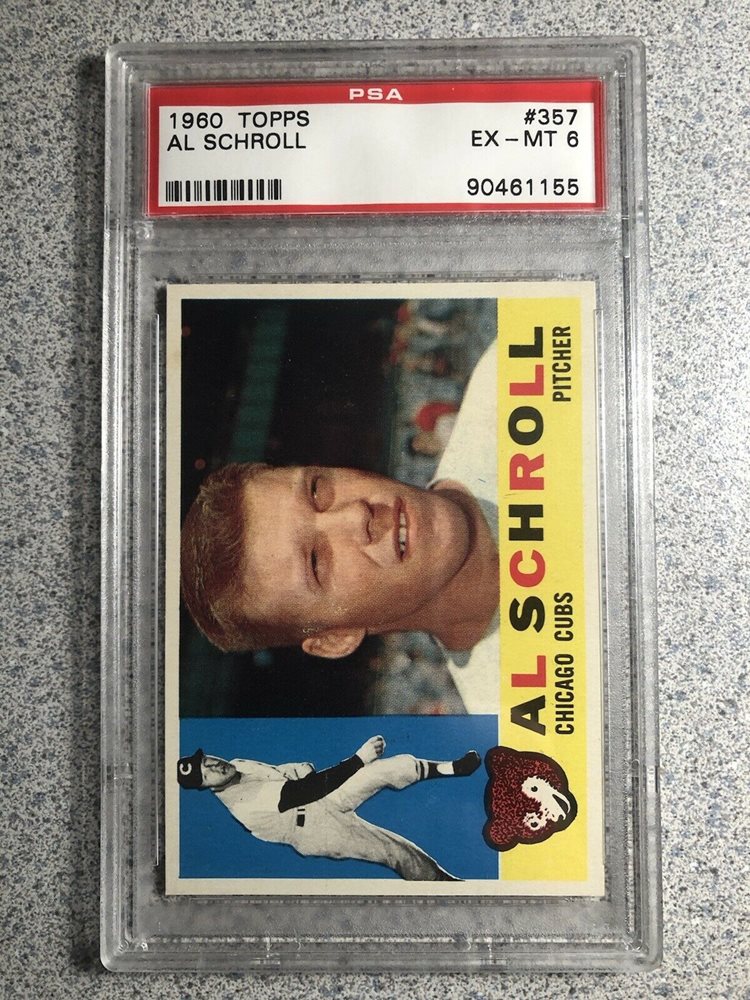 PSA
1960 TOPPS #357
AL SCHROLL EX-MT 6
90461155
AL SCHROLL
CHICAGO CUBS PITCHER
C